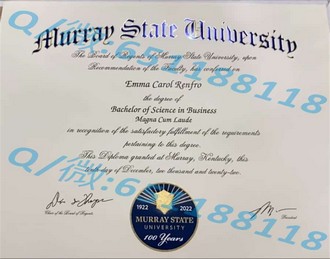 Murray State University
The Board of Regents of Murray State University, upon
Recommendation of the Faculty, has conferred on
Emma Carol Renfro
the degree of
Bachelor of Science in Business
Magna Cum Laude
in recognition of the satisfactory fulfillment of the requirements
pertaining to this degree.
This Diploma granted at Murray, Kentucky, this
day of December, two thousand and twenty-two.
1922 2022
MURRAY STATE
UNIVERSITY
100 Years
Chair of the Board of Regents
President
Q/微:
488118
Q/微:
488118